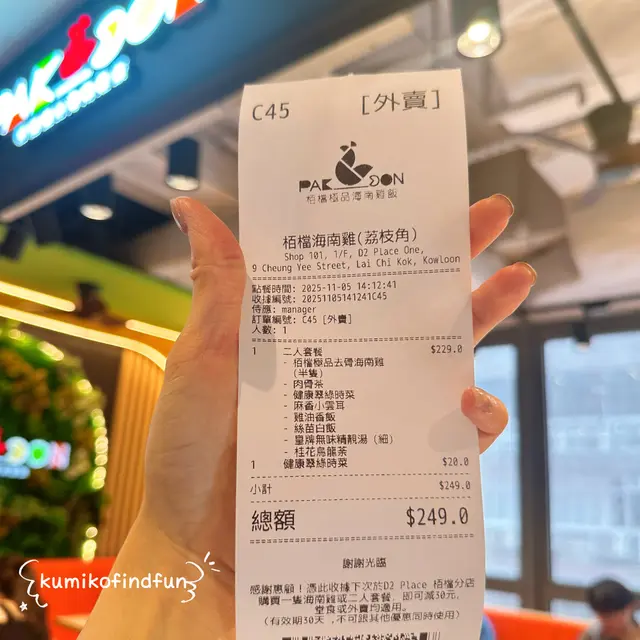 PAK DON
C45 [外賣]
PAK DON
栢檔極品海南雞飯
栢檔海南雞(荔枝角)
Shop 101, 1/F, D2 Place One,
9 Cheung Yee Street, Lai Chi Kok, Kowloon
點餐時間: 2025-11-05 14:12:41
收據編號: 20251105141241C45
侍應: manager
訂單編號: C45 [外賣]
人數: 1
1 二人套餐 $229.0
- 栢檔極品去骨海南雞
(半隻)
- 肉骨茶
- 健康翠綠時菜
- 麻香小雲耳
- 雞油香飯
- 絲苗白飯
- 皇牌無味精靚湯 (細)
- 桂花烏龍茶
1 健康翠綠時菜 $20.0
小計 $249.0
總額 $249.0
謝謝光臨
感謝惠顧！憑此收據下次於D2 Place 栢檔分店
購買一隻海南雞或二人套餐, 即可減30元,
堂食或外賣均適用。
(有效期30天 ,不可跟其他優惠同時使用)
PAK DON
kumikofindfun